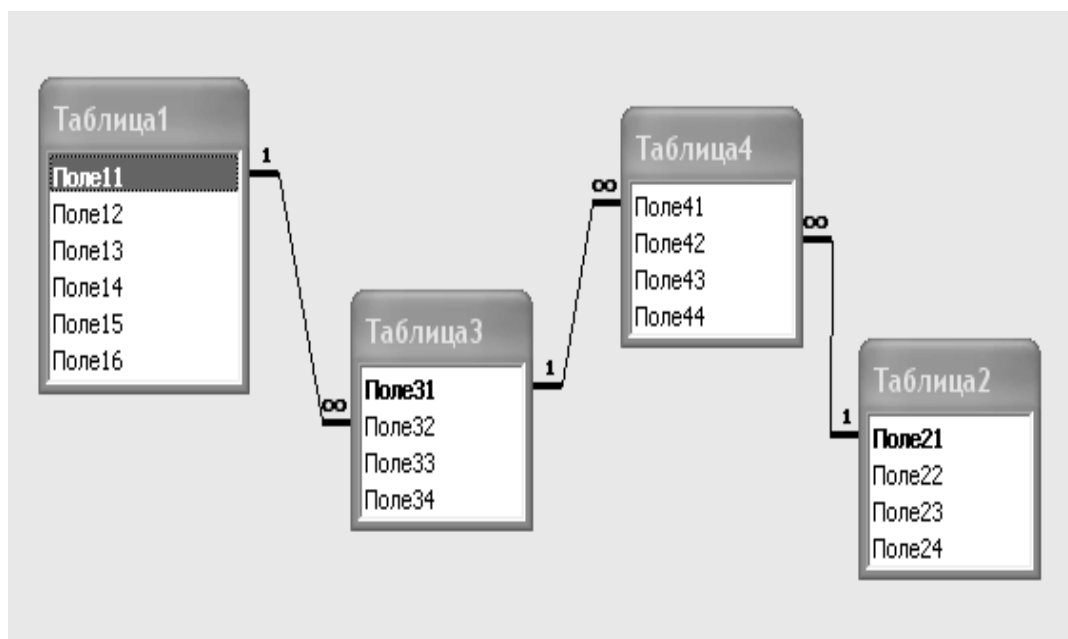 Таблица1
Поле11
Поле12
Поле13
Поле14
Поле15
Поле16
1
∞
Таблица3
Поле31
Поле32
Поле33
Поле34
1
∞
Таблица4
Поле41
Поле42
Поле43
Поле44
∞
1
Таблица2
Поле21
Поле22
Поле23
Поле24